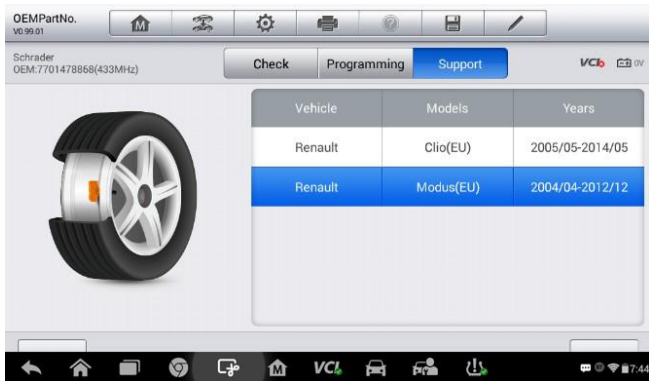 OEMPartNo.
V0.99.01
M
?
Schrader
OEM:7701478868(433MHz)
Check Programming Support
VCI 0V
Vehicle Models Years
Renault Clio(EU) 2005/05-2014/05
Renault Modus(EU) 2004/04-2012/12
M VCI 7:44